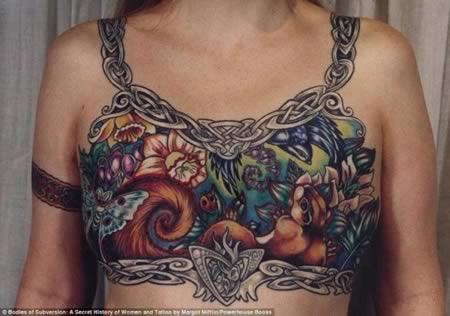 © Bodies of Subversion: A Secret History of Women and Tattoo by Margot Mifflin/Powerhouse Books